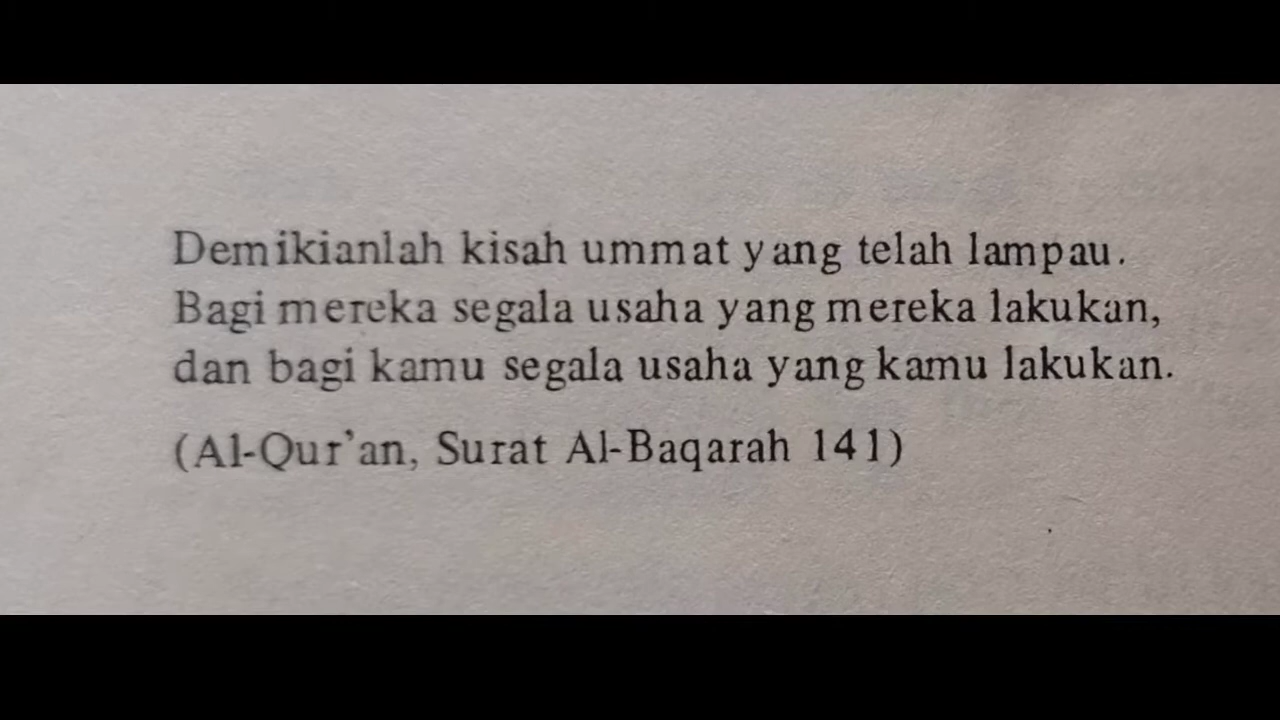 Demikianlah kisah ummat yang telah lampau.
Bagi mereka segala usaha yang mereka lakukan,
dan bagi kamu segala usaha yang kamu lakukan.
(Al-Qur’an, Surat Al-Baqarah 141)